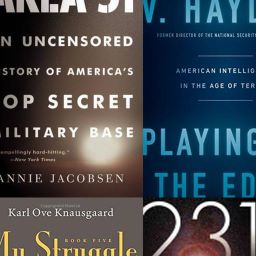 AREA 51
AN UNCENSORED
HISTORY OF AMERICA'S
TOP SECRET
MILITARY BASE
"Compellingly hard-hitting."
—New York Times
ANNIE JACOBSEN
V. HAYD
FORMER DIRECTOR OF THE NATIONAL SECURIT
AMERICAN INTELLIG
IN THE AGE OF TER
PLAYING
THE ED
Karl Ove Knausgaard
BOOK FIVE
My Struggle
231